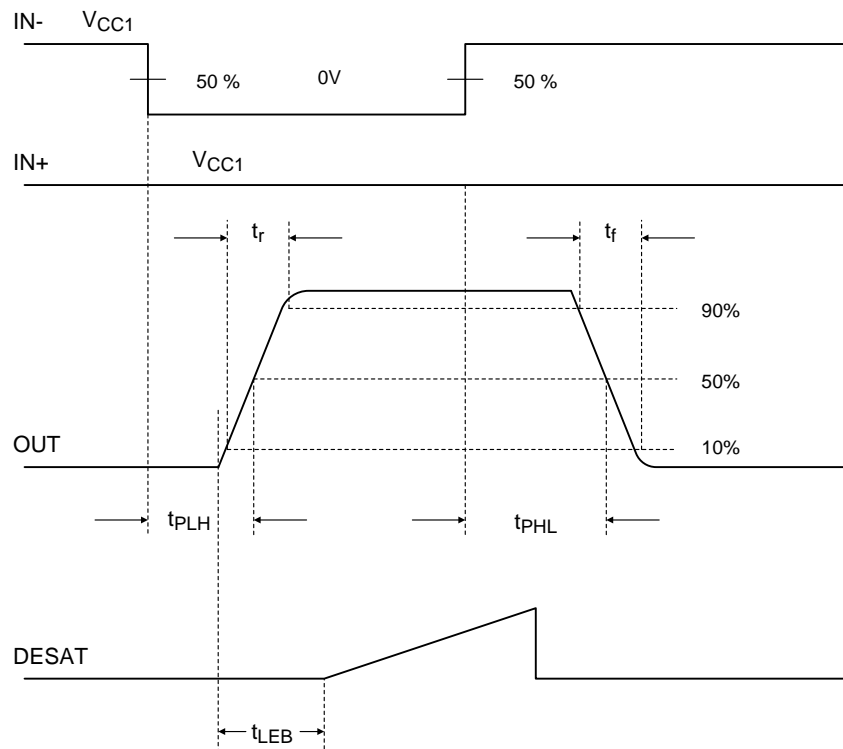 IN- VCC1
50 % 0V 50 %
IN+ VCC1
tr tf
90%
50%
OUT 10%
tPLH tPHL
DESAT
tLEB